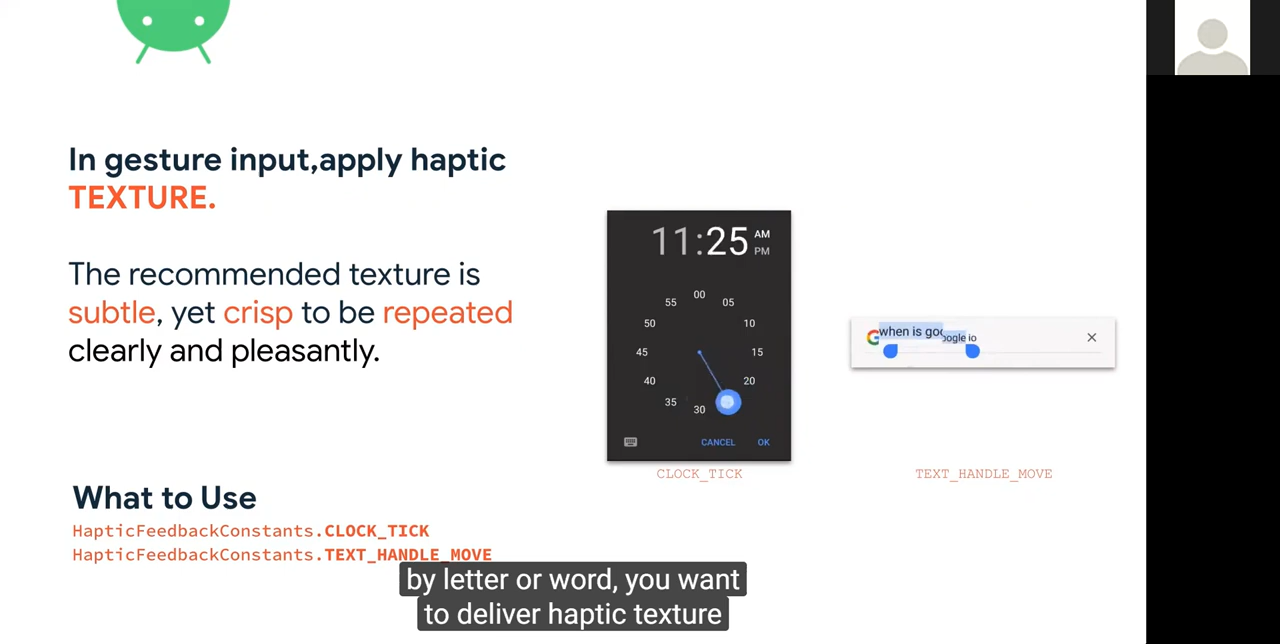 In gesture input,apply haptic
TEXTURE.
The recommended texture is
subtle, yet crisp to be repeated
clearly and pleasantly.
What to Use
HapticFeedbackConstants.CLOCK_TICK
HapticFeedbackConstants.TEXT_HANDLE_MOVE
11:25 AM
PM
00
55 05
50 10
45 15
40 20
35
30
CANCEL OK
CLOCK_TICK
G when is goo
oogle io
TEXT_HANDLE_MOVE
by letter or word, you want
to deliver haptic texture